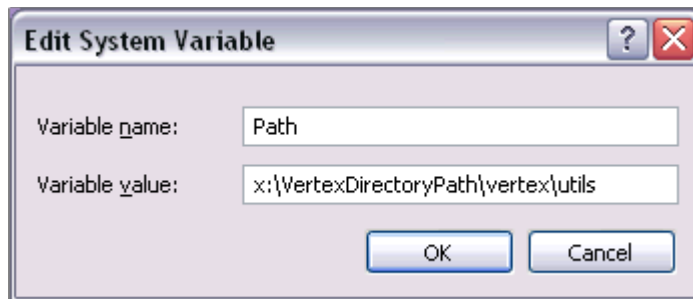 Edit System Variable
Variable name: Path
Variable value: x:\VertexDirectoryPath\vertex\utils
OK Cancel